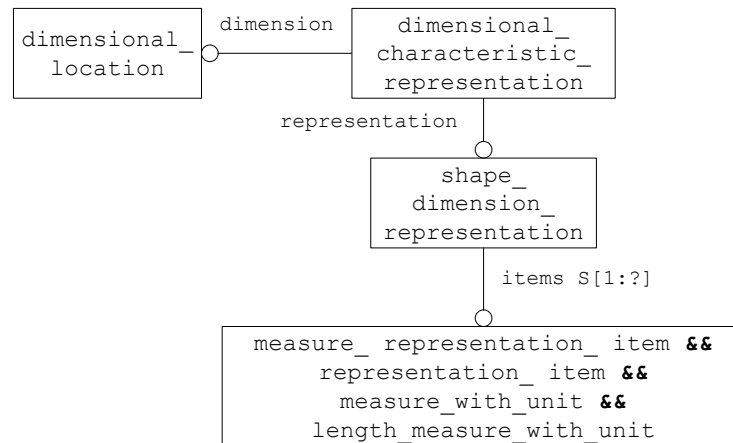 dimensional_
location
dimension
dimensional_
characteristic_
representation
representation
shape_
dimension_
representation
items S[1:?]
measure_ representation_ item &&
representation_ item &&
measure_with_unit &&
length_measure_with_unit